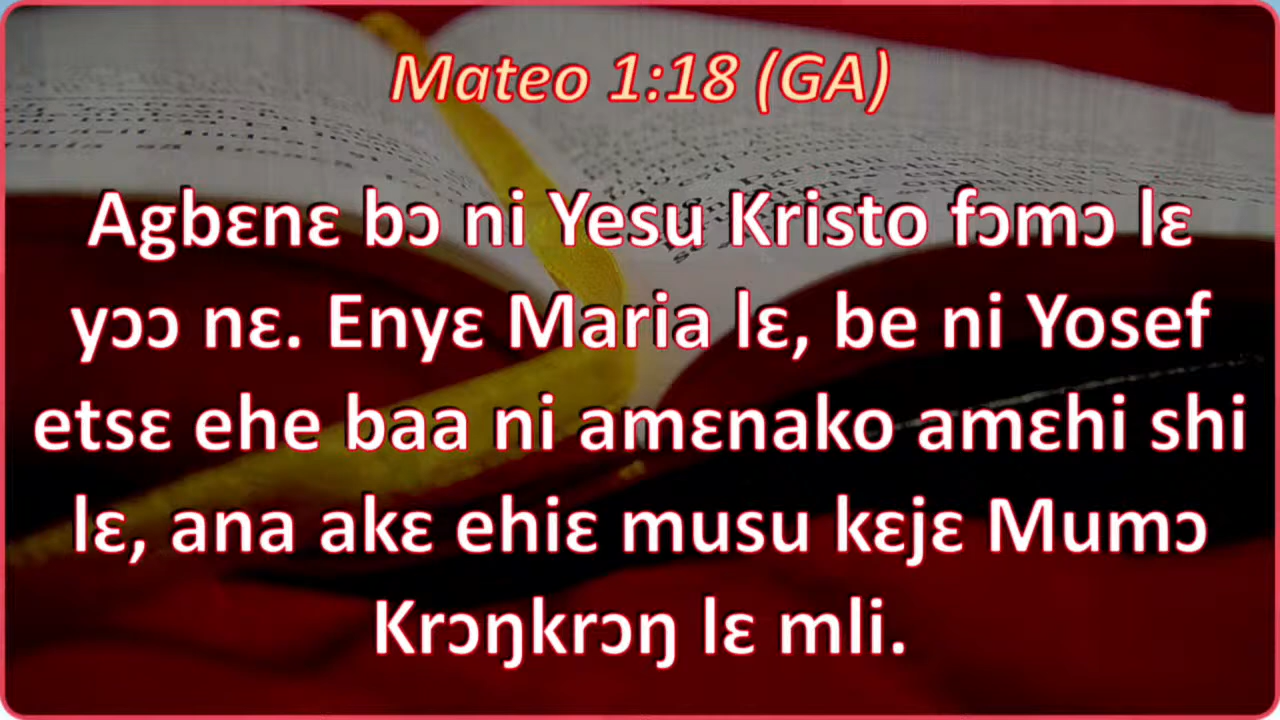 Mateo 1:18 (GA)
Agbɛnɛ bɔ ni Yesu Kristo fɔmɔ lɛ
yɔɔ nɛ. Enyɛ Maria lɛ, be ni Yosef
etsɛ ehe baa ni amɛnako amɛhi shi
lɛ, ana akɛ ehiɛ musu kɛjɛ Mumɔ
Krɔŋkrɔŋ lɛ mli.